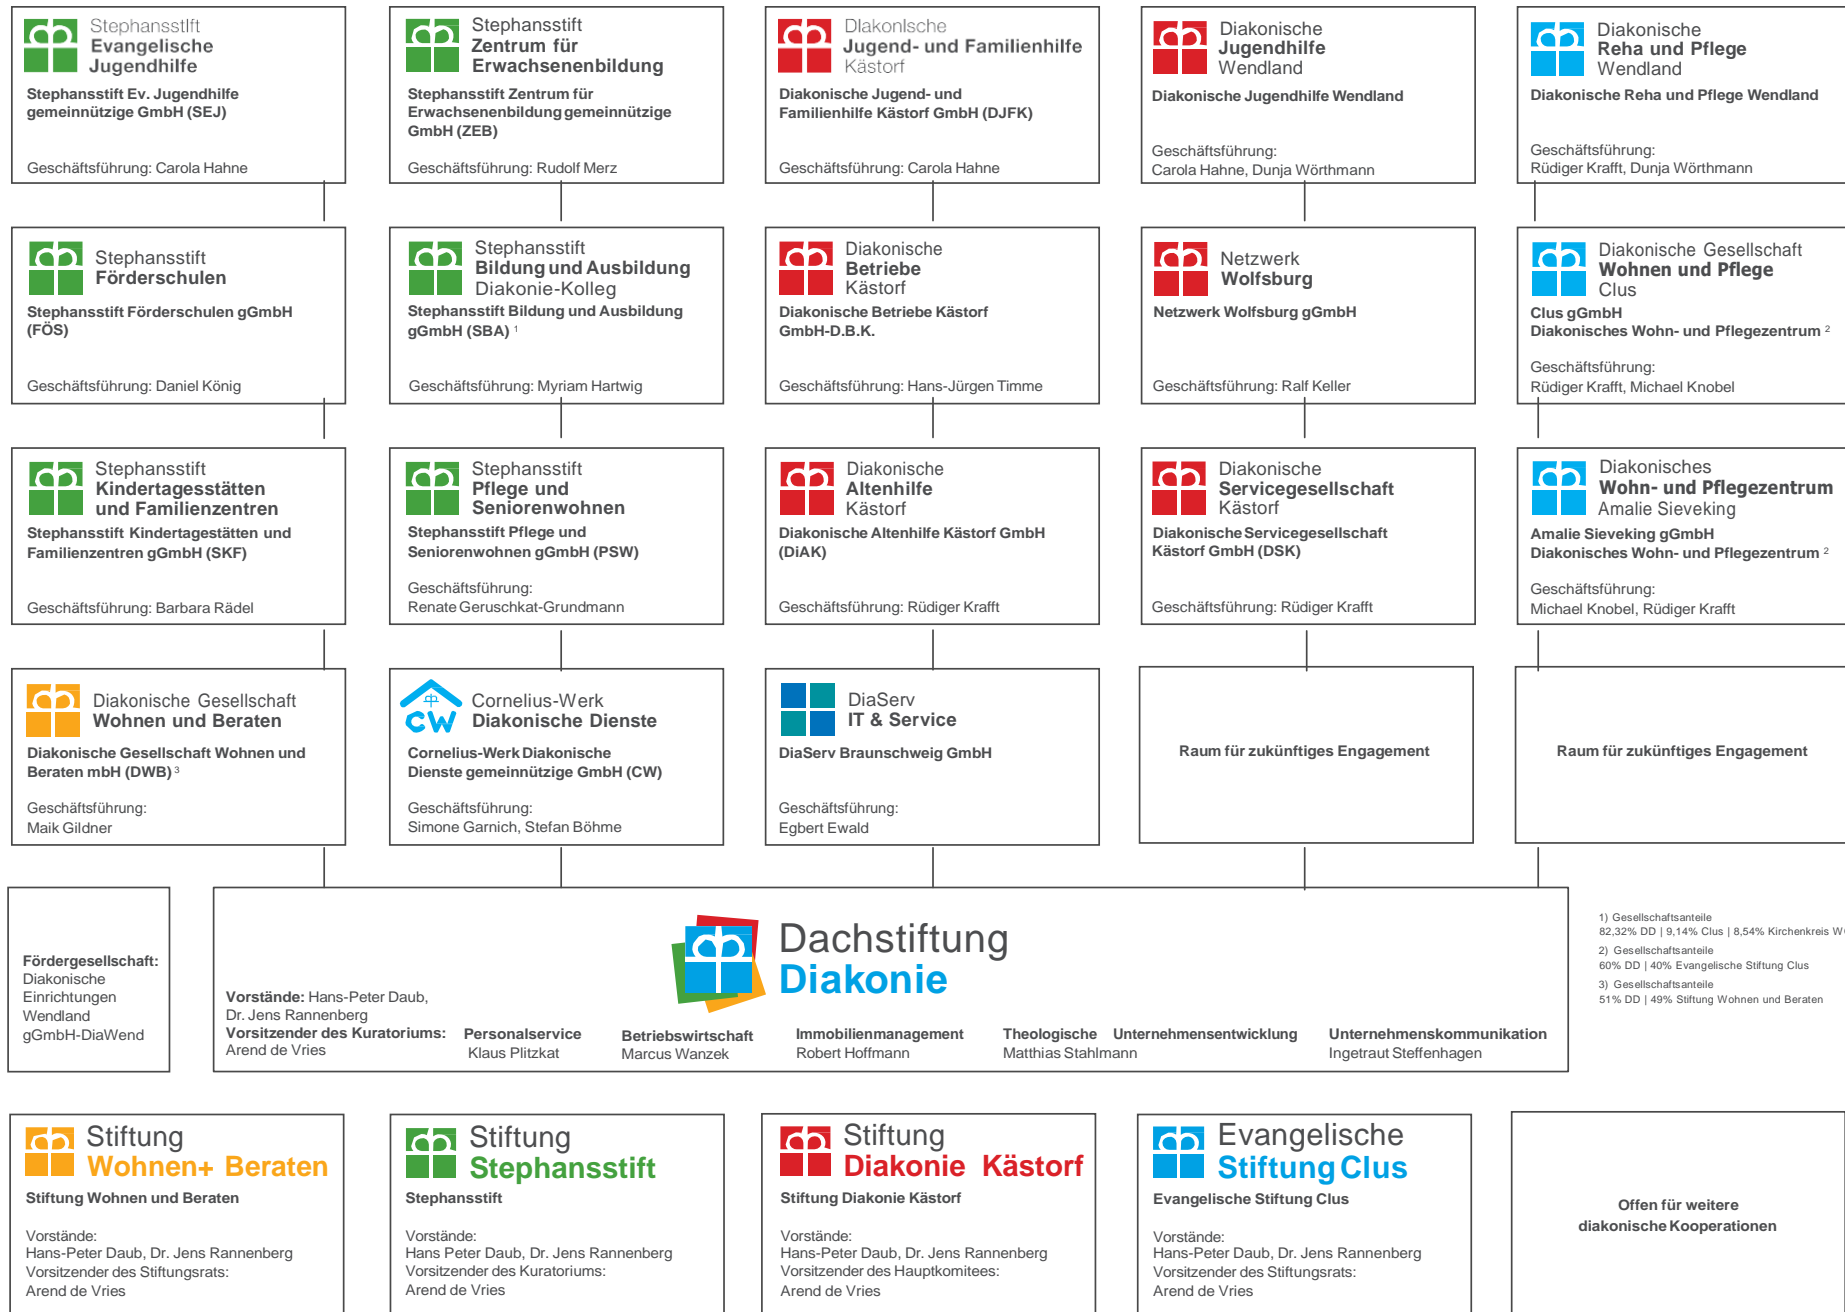 Stephansstift
Evangelische
Jugendhilfe
Stephansstift Ev. Jugendhilfe
gemeinnützige GmbH (SEJ)
Geschäftsführung: Carola Hahne
Stephansstift
Zentrum für
Erwachsenenbildung
Stephansstift Zentrum für
Erwachsenenbildung gemeinnützige
GmbH (ZEB)
Geschäftsführung: Rudolf Merz
Diakonische
Jugend- und Familienhilfe
Kästorf
Diakonische Jugend- und
Familienhilfe Kästorf GmbH (DJFK)
Geschäftsführung: Carola Hahne
Diakonische
Jugendhilfe
Wendland
Diakonische Jugendhilfe Wendland
Geschäftsführung:
Carola Hahne, Dunja Wörthmann
Diakonische
Reha und Pflege
Wendland
Diakonische Reha und Pflege Wendland
Geschäftsführung:
Rüdiger Krafft, Dunja Wörthmann
Stephansstift
Förderschulen
Stephansstift Förderschulen gGmbH
(FÖS)
Geschäftsführung: Daniel König
Stephansstift
Bildung und Ausbildung
Diakonie-Kolleg
Stephansstift Bildung und Ausbildung
gGmbH (SBA) 1
Geschäftsführung: Myriam Hartwig
Diakonische
Betriebe
Kästorf
Diakonische Betriebe Kästorf
GmbH-D.B.K.
Geschäftsführung: Hans-Jürgen Timme
Netzwerk
Wolfsburg
Netzwerk Wolfsburg gGmbH
Geschäftsführung: Ralf Keller
Diakonische Gesellschaft
Wohnen und Pflege
Clus
Clus gGmbH
Diakonisches Wohn- und Pflegezentrum 2
Geschäftsführung:
Rüdiger Krafft, Michael Knobel
Stephansstift
Kindertagesstätten
und Familienzentren
Stephansstift Kindertagestätten und
Familienzentren gGmbH (SKF)
Geschäftsführung: Barbara Rädel
Stephansstift
Pflege und
Seniorenwohnen
Stephansstift Pflege und
Seniorenwohnen gGmbH (PSW)
Geschäftsführung:
Renate Geruschkat-Grundmann
Diakonische
Altenhilfe
Kästorf
Diakonische Altenhilfe Kästorf GmbH
(DiAK)
Geschäftsführung: Rüdiger Krafft
Diakonische
Servicegesellschaft
Kästorf
Diakonische Servicegesellschaft
Kästorf GmbH (DSK)
Geschäftsführung: Rüdiger Krafft
Diakonisches
Wohn- und Pflegezentrum
Amalie Sieveking
Amalie Sieveking gGmbH
Diakonisches Wohn- und Pflegezentrum 2
Geschäftsführung:
Michael Knobel, Rüdiger Krafft
Diakonische Gesellschaft
Wohnen und Beraten
Diakonische Gesellschaft Wohnen und
Beraten mbH (DWB) 3
Geschäftsführung:
Maik Gildner
CW
Cornelius-Werk
Diakonische Dienste
Cornelius-Werk Diakonische
Dienste gemeinnützige GmbH (CW)
Geschäftsführung:
Simone Garnich, Stefan Böhme
DiaServ
IT & Service
DiaServ Braunschweig GmbH
Geschäftsführung:
Egbert Ewald
Raum für zukünftiges Engagement
Raum für zukünftiges Engagement
Fördergesellschaft:
Diakonische
Einrichtungen
Wendland
gGmbH-DiaWend
Dachstiftung
Diakonie
Vorstände: Hans-Peter Daub,
Dr. Jens Rannenberg
Vorsitzender des Kuratoriums:
Arend de Vries
Personalservice
Klaus Plitzkat
Betriebswirtschaft
Marcus Wanzek
Immobilienmanagement
Robert Hoffmann
Theologische Unternehmensentwicklung
Matthias Stahlmann
Unternehmenskommunikation
Ingetraut Steffenhagen
1) Gesellschaftsanteile
82,32% DD | 9,14% Clus | 8,54% Kirchenkreis
2) Gesellschaftsanteile
60% DD | 40% Evangelische Stiftung Clus
3) Gesellschaftsanteile
51% DD | 49% Stiftung Wohnen und Beraten
Stiftung
Wohnen+ Beraten
Stiftung Wohnen und Beraten
Vorstände:
Hans-Peter Daub, Dr. Jens Rannenberg
Vorsitzender des Stiftungsrats:
Arend de Vries
Stiftung
Stephansstift
Stephansstift
Vorstände:
Hans Peter Daub, Dr. Jens Rannenberg
Vorsitzender des Kuratoriums:
Arend de Vries
Stiftung
Diakonie Kästorf
Stiftung Diakonie Kästorf
Vorstände:
Hans-Peter Daub, Dr. Jens Rannenberg
Vorsitzender des Hauptkomitees:
Arend de Vries
Evangelische
Stiftung Clus
Evangelische Stiftung Clus
Vorstände:
Hans-Peter Daub, Dr. Jens Rannenberg
Vorsitzender des Stiftungsrats:
Arend de Vries
Offen für weitere
diakonische Kooperationen